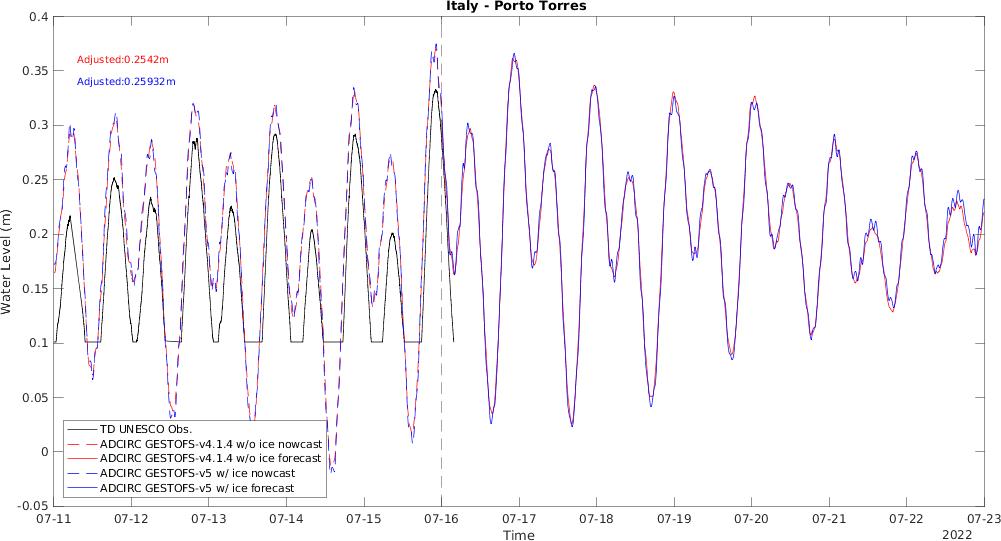 Italy - Porto Torres
Adjusted:0.2542m
Adjusted:0.25932m
Water Level (m)
0.4
0.35
0.3
0.25
0.2
0.15
0.1
0.05
0
-0.05
TD UNESCO Obs.
ADCIRC GESTOFS-v4.1.4 w/o ice nowcast
ADCIRC GESTOFS-v4.1.4 w/o ice forecast
ADCIRC GESTOFS-v5 w/ ice nowcast
ADCIRC GESTOFS-v5 w/ ice forecast
07-11 07-12 07-13 07-14 07-15 07-16 07-17 07-18 07-19 07-20 07-21 07-22 07-23
Time
2022